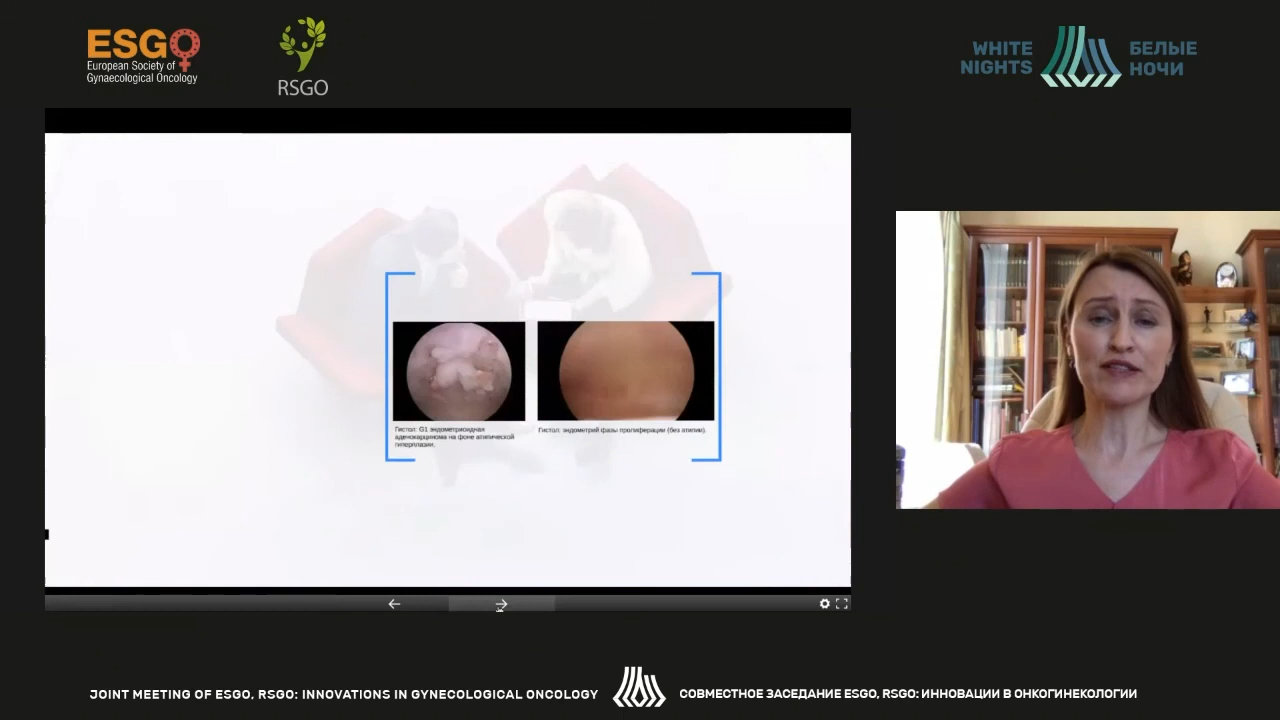 ESGO
European Society of
Gynaecological Oncology
RSGO
WHITE
NIGHTS
БЕЛЫЕ
НОЧИ
Гистол: G1 эндометриоидная
аденокарцинома на фоне атипической
гиперплазии.
Гистол: эндометрий фазы пролиферации (без атипии).
JOINT MEETING OF ESGO, RSGO: INNOVATIONS IN GYNECOLOGICAL ONCOLOGY
СОВМЕСТНОЕ ЗАСЕДАНИЕ ESGO, RSGO: ИННОВАЦИИ В ОНКОГИНЕКОЛОГИИ